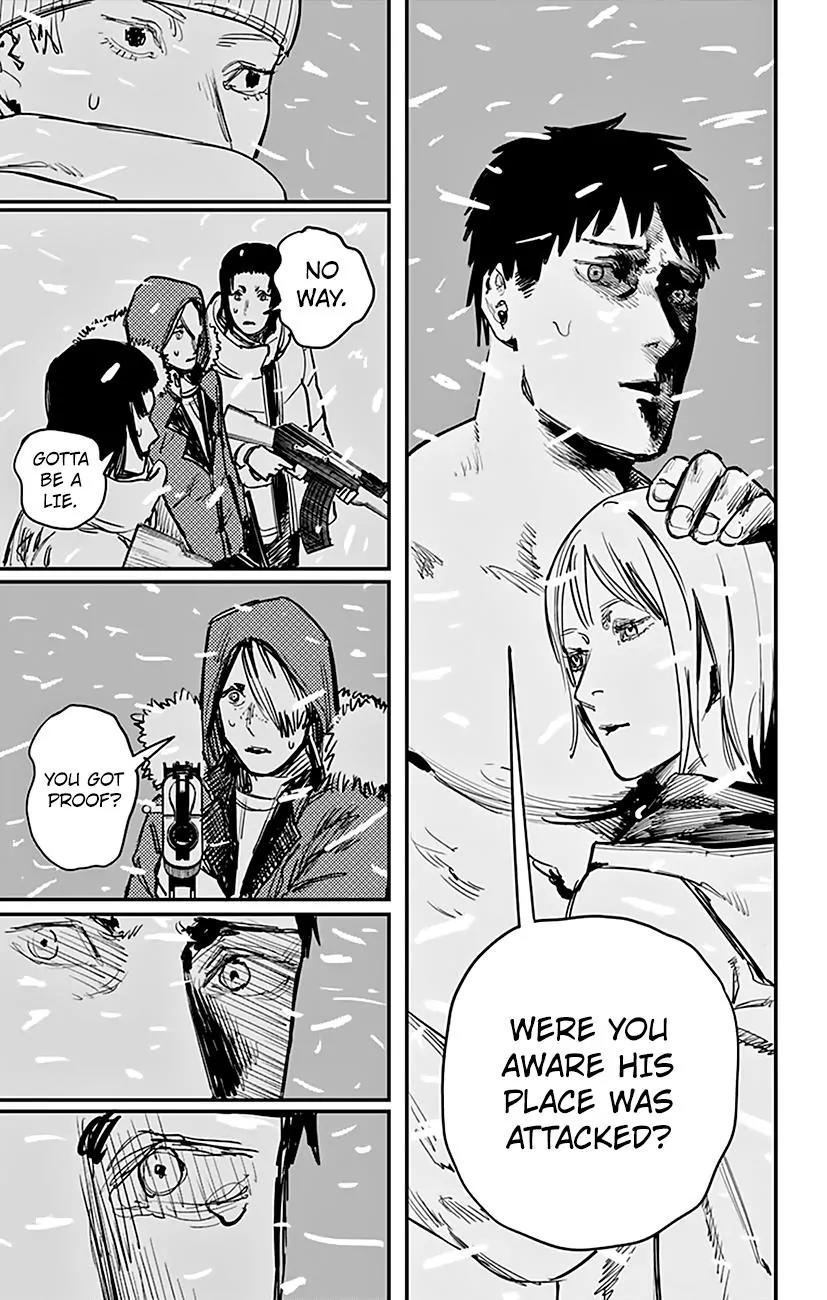 WERE YOU
AWARE HIS
PLACE WAS
ATTACKED?
NO
WAY.
GOTTA
BE A
LIE.
YOU GOT
PROOF?